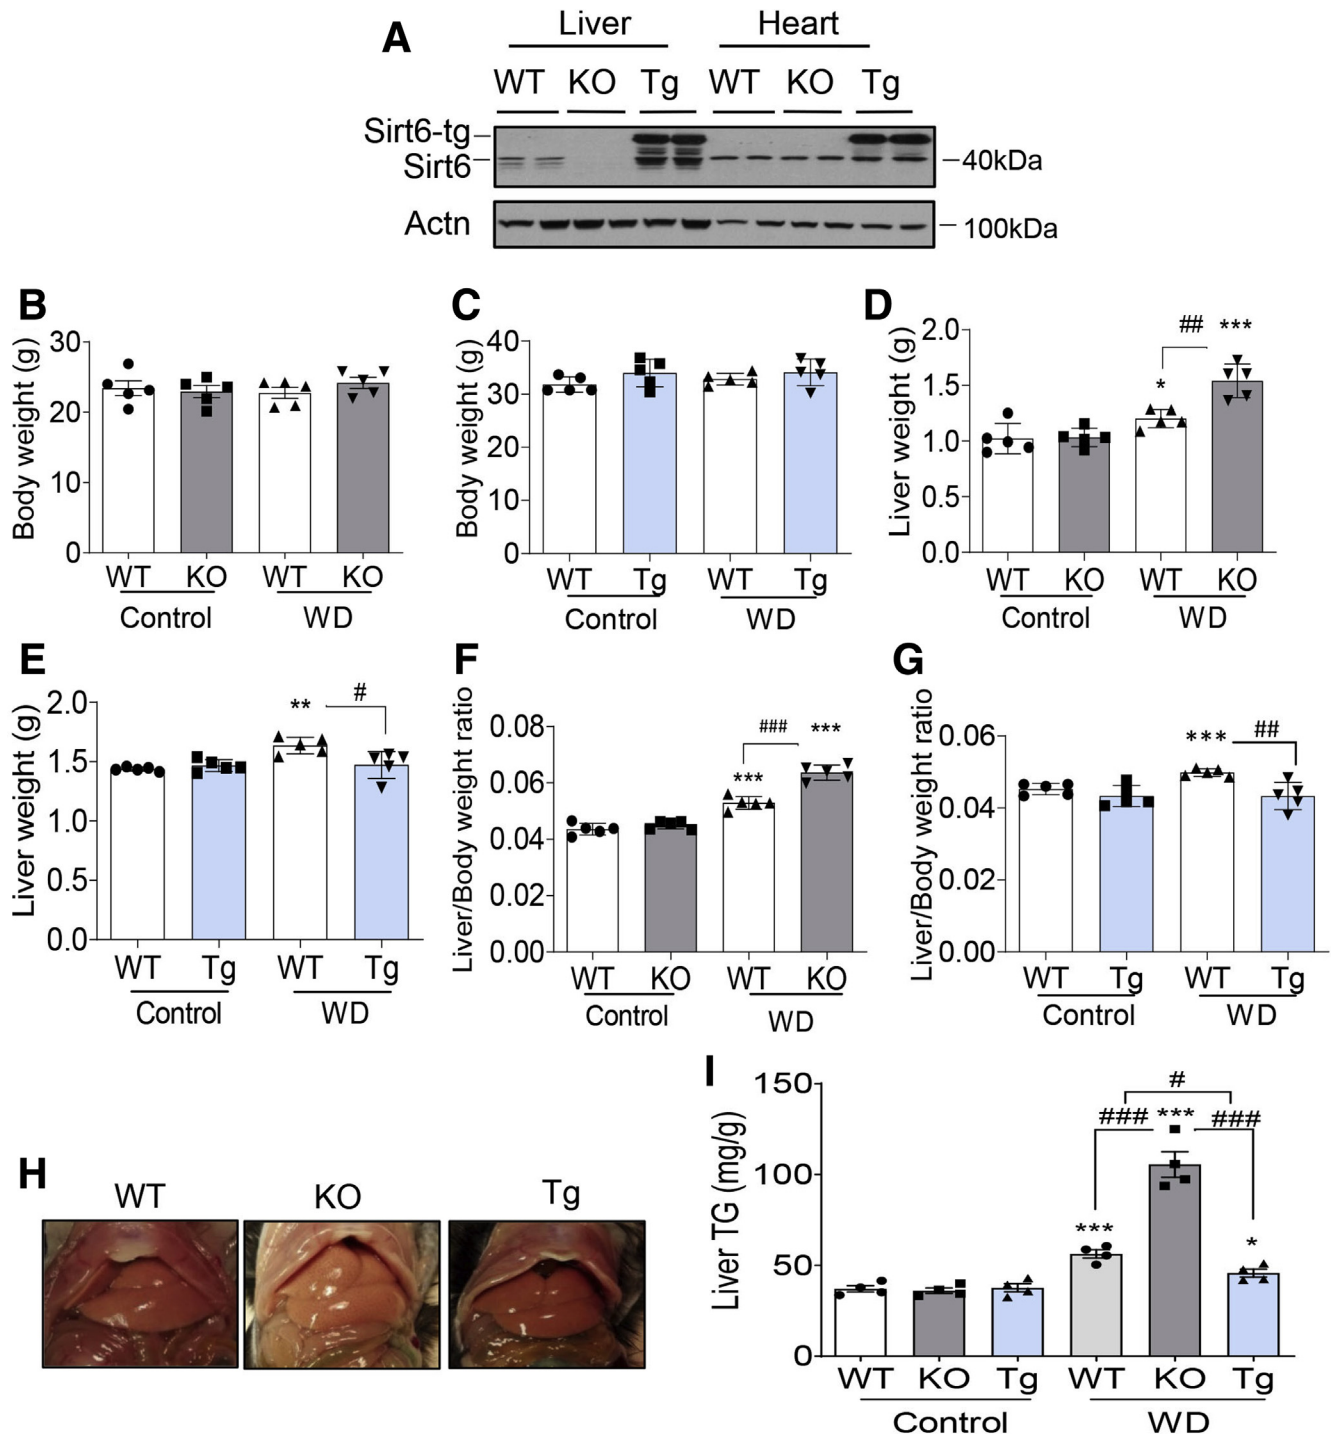 A
Liver Heart
WT KO Tg WT KO Tg
Sirt6-tg
Sirt6
40kDa
Actn
100kDa
B
Body weight (g)
30
20
10
0
WT KO WT KO
Control WD
C
Body weight (g)
40
30
20
10
0
WT Tg WT Tg
Control WD
D
Liver weight (g)
2.0
1.5
1.0
0.5
0.0
## ***
*
WT KO WT KO
Control WD
E
Liver weight (g)
2.0
1.5
1.0
0.5
0.0
** #
WT Tg WT Tg
Control WD
F
Liver/Body weight ratio
0.08
0.06
0.04
0.02
0.00
### ***
***
WT KO WT KO
Control WD
G
Liver/Body weight ratio
0.06
0.04
0.02
0.00
*** ##
WT Tg WT Tg
Control WD
H
WT KO Tg
I
Liver TG (mg/g)
150
100
50
0
#
### *** ###
***
*
WT KO Tg WT KO Tg
Control WD